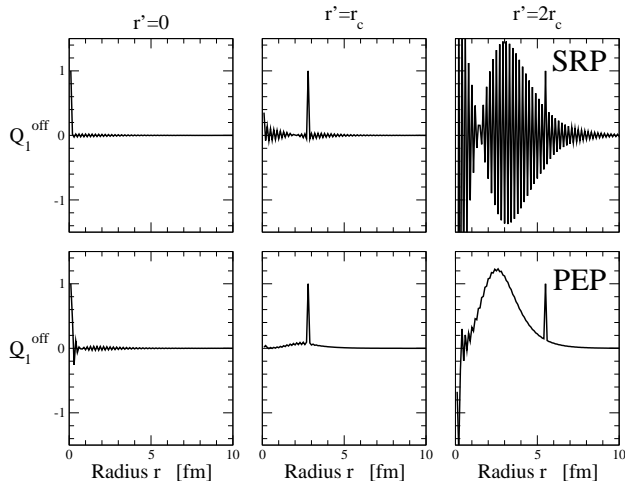 r'=0 r'=r_c r'=2r_c
1 SRP
Q_1^off 0
-1
1 PEP
Q_1^off 0
-1
0 5 10 0 5 10 0 5 10
Radius r [fm] Radius r [fm] Radius r [fm]